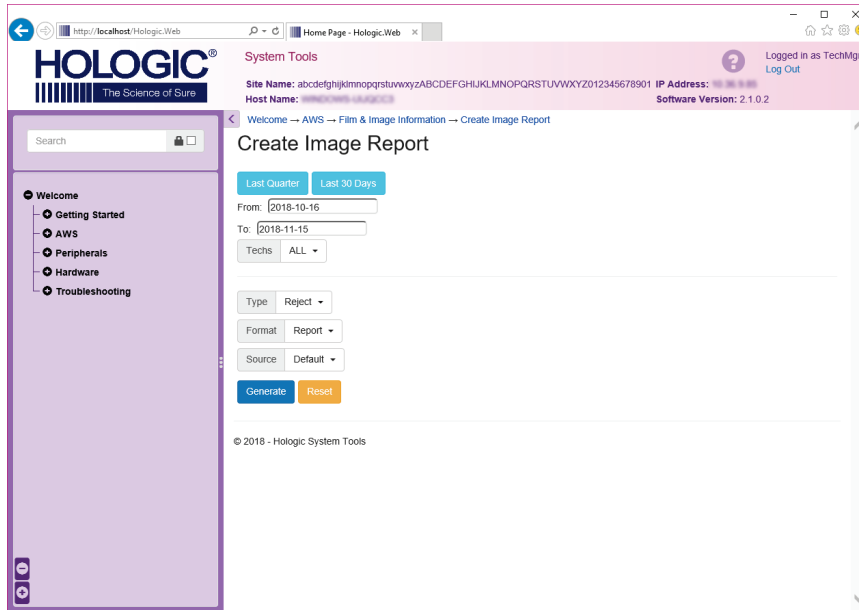 http://localhost/Hologic.Web
Home Page - Hologic.Web
HOLOGIC®
The Science of Sure
System Tools
Logged in as TechMg
Log Out
Site Name: abcdefghijklmnopqrstuvwxyzABCDEFGHIJKLMNOPQRSTUVWXYZ012345678901 IP Address:
Host Name:
Software Version: 2.1.0.2
Search
Welcome
Getting Started
AWS
Peripherals
Hardware
Troubleshooting
Welcome → AWS → Film & Image Information → Create Image Report
Create Image Report
Last Quarter Last 30 Days
From: 2018-10-16
To: 2018-11-15
Techs ALL
Type Reject
Format Report
Source Default
Generate Reset
© 2018 - Hologic System Tools